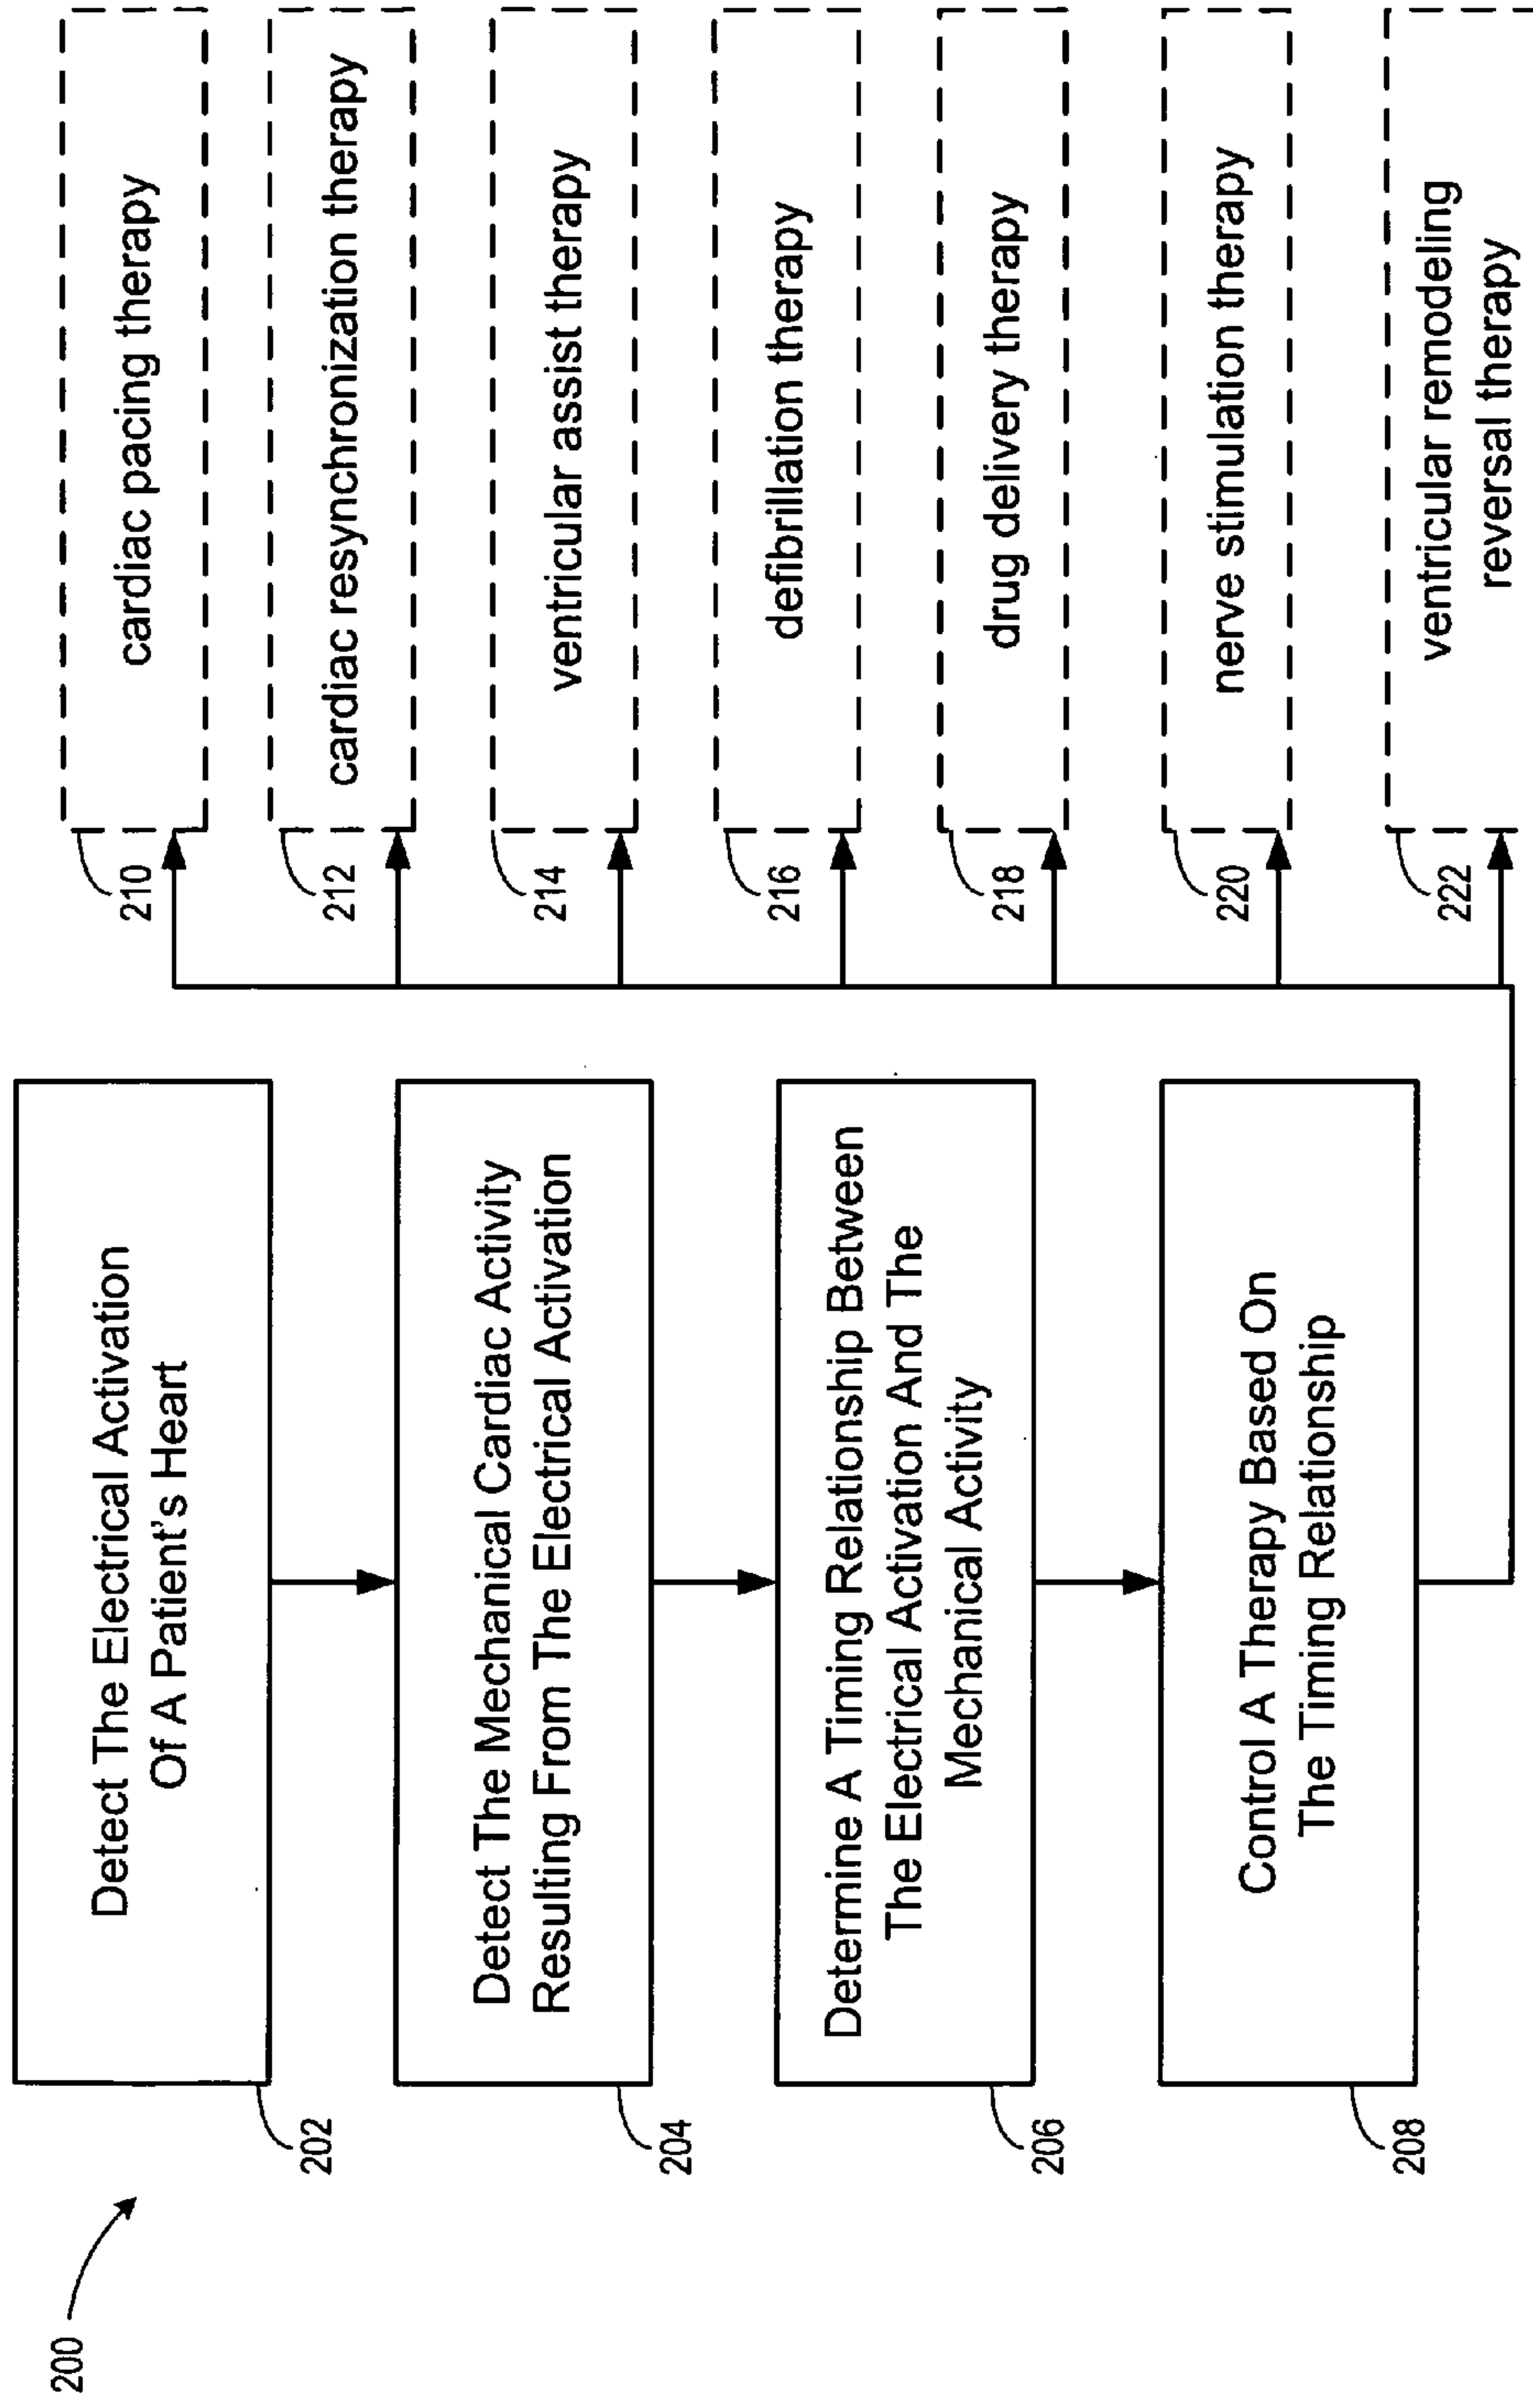 200
202
Detect The Electrical Activation
Of A Patient's Heart
204
Detect The Mechanical Cardiac Activity
Resulting From The Electrical Activation
206
Determine A Timing Relationship Between
The Electrical Activation And The
Mechanical Activity
208
Control A Therapy Based On
The Timing Relationship
210
cardiac pacing therapy
212
cardiac resynchronization therapy
214
ventricular assist therapy
216
defibrillation therapy
218
drug delivery therapy
220
nerve stimulation therapy
222
ventricular remodeling
reversal therapy